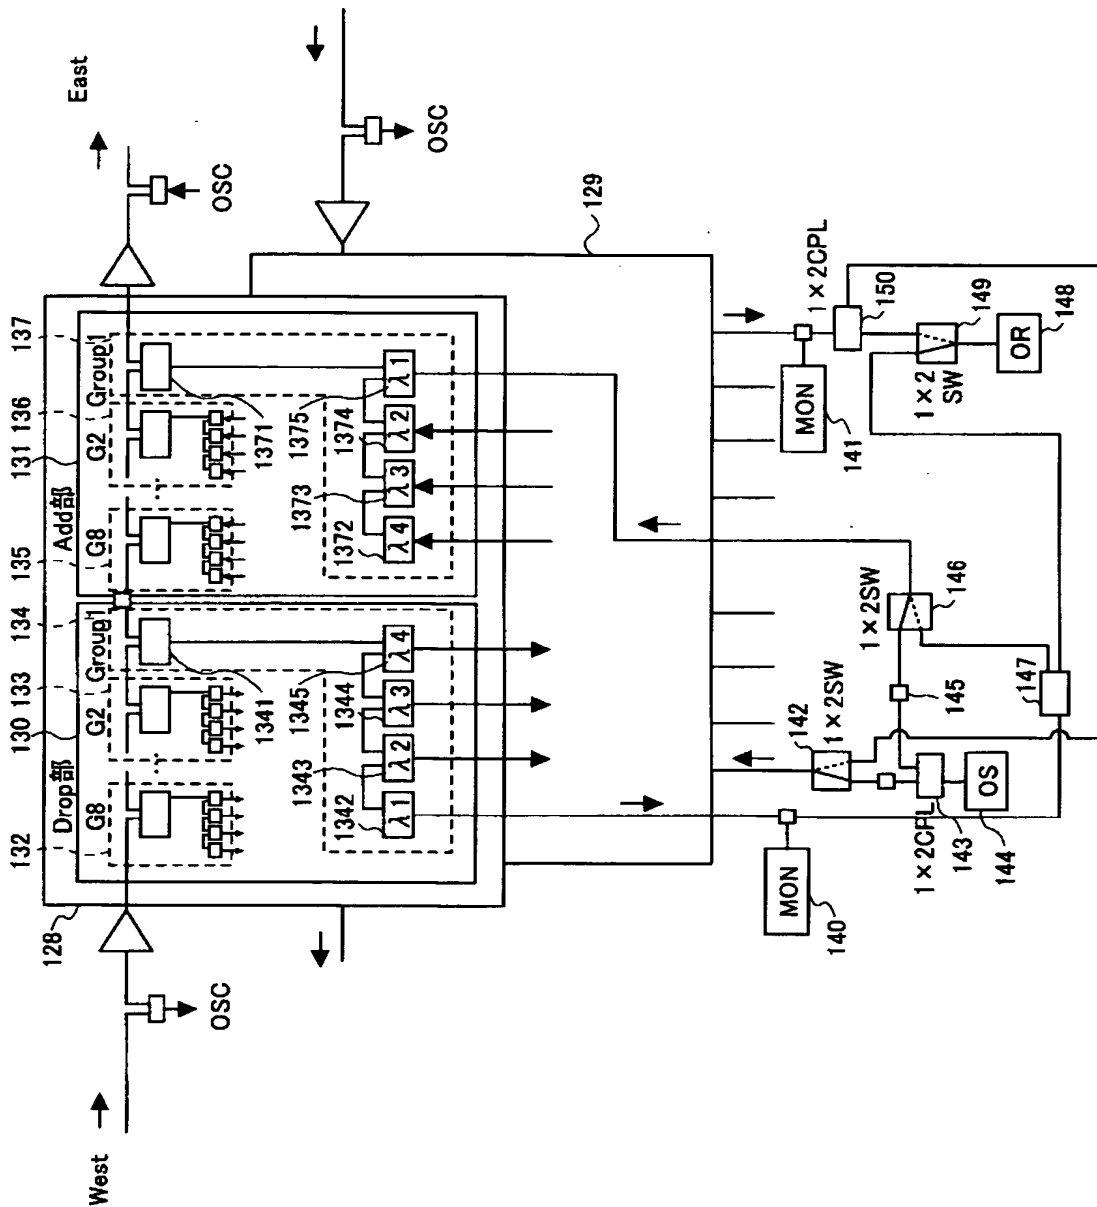 West
East
OSC
OSC
OSC
128
129
Drop部
130
132
133
134
G8
G2
Group1
1341
1342
1343
1344
1345
λ1
λ2
λ3
λ4
Add部
131
135
136
137
G8
G2
Group1
1371
1372
1373
1374
1375
λ4
λ3
λ2
λ1
MON
140
MON
141
1×2CPL
150
149
1×2
SW
OR
148
1×2SW
146
147
145
1×2SW
142
1×2CPL
143
OS
144